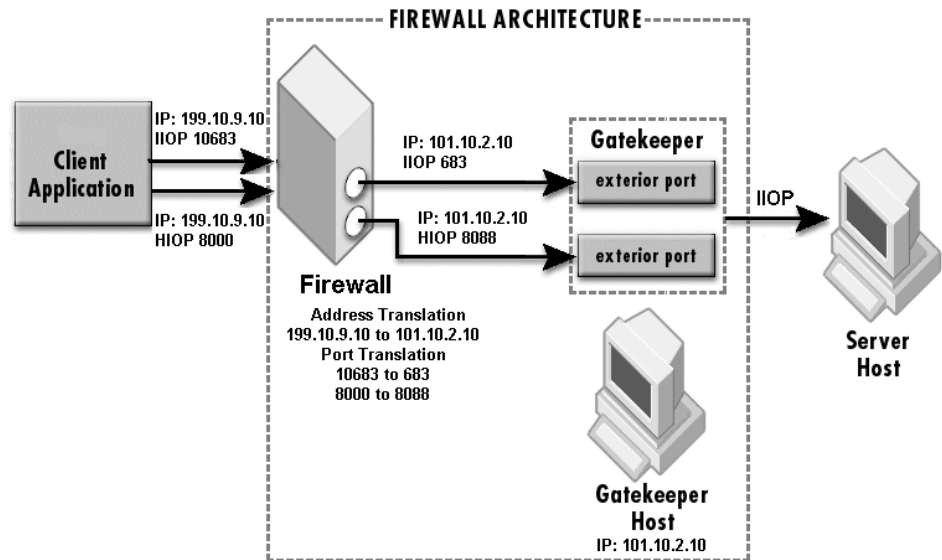 FIREWALL ARCHITECTURE
Client
Application
IP: 199.10.9.10
IIOP 10683
IP: 199.10.9.10
HIOP 8000
IP: 101.10.2.10
IIOP 683
IP: 101.10.2.10
HIOP 8088
Gatekeeper
exterior port
exterior port
IIOP
Firewall
Address Translation
199.10.9.10 to 101.10.2.10
Port Translation
10683 to 683
8000 to 8088
Gatekeeper
Host
IP: 101.10.2.10
Server
Host